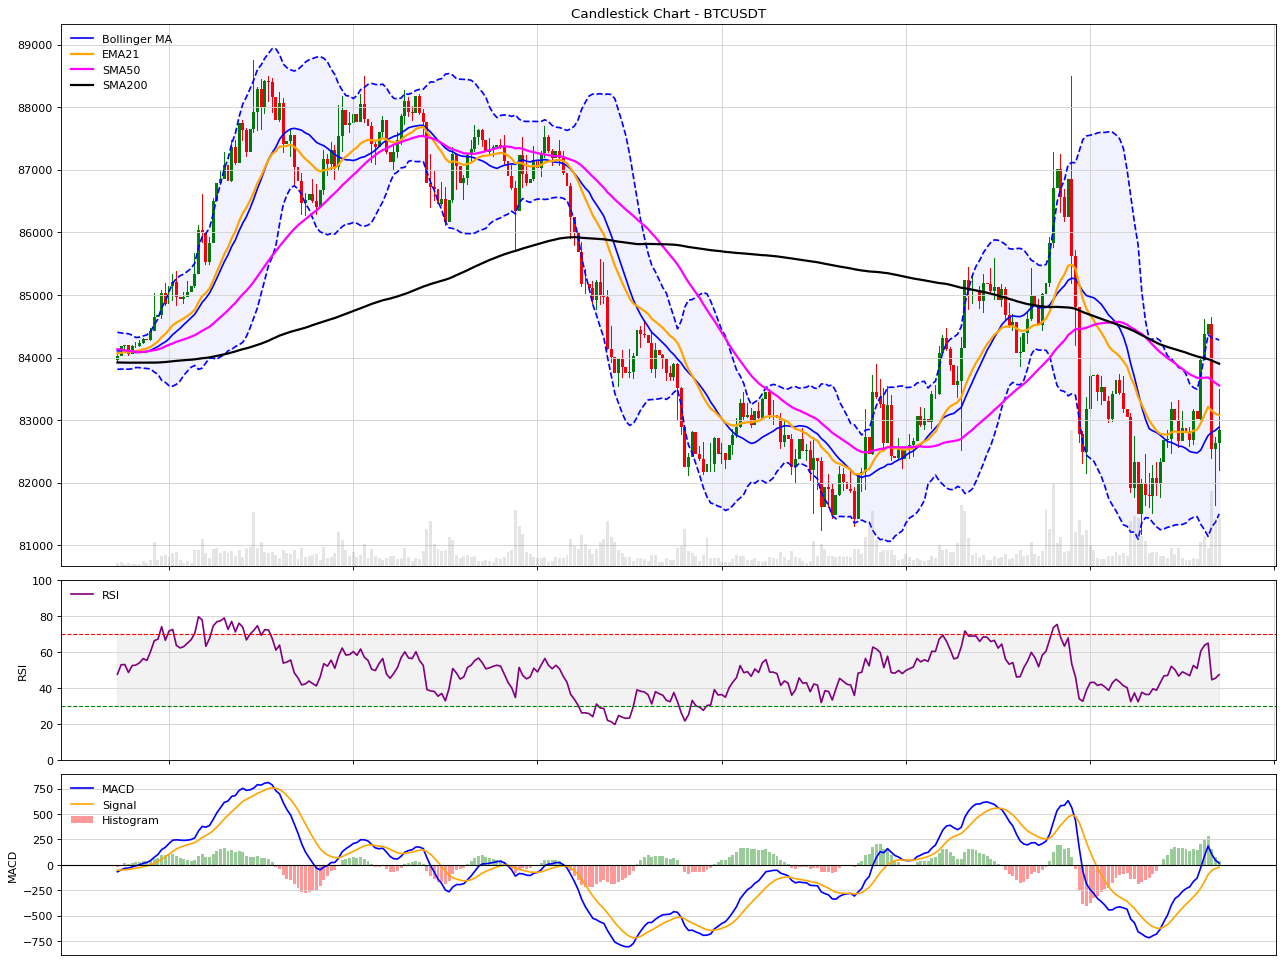 Candlestick Chart - BTCUSDT
Bollinger MA
EMA21
SMA50
SMA200
89000
88000
87000
86000
85000
84000
83000
82000
81000
RSI
100
80
60
40
20
0
RSI
MACD
Signal
Histogram
750
500
250
0
−250
−500
−750
MACD